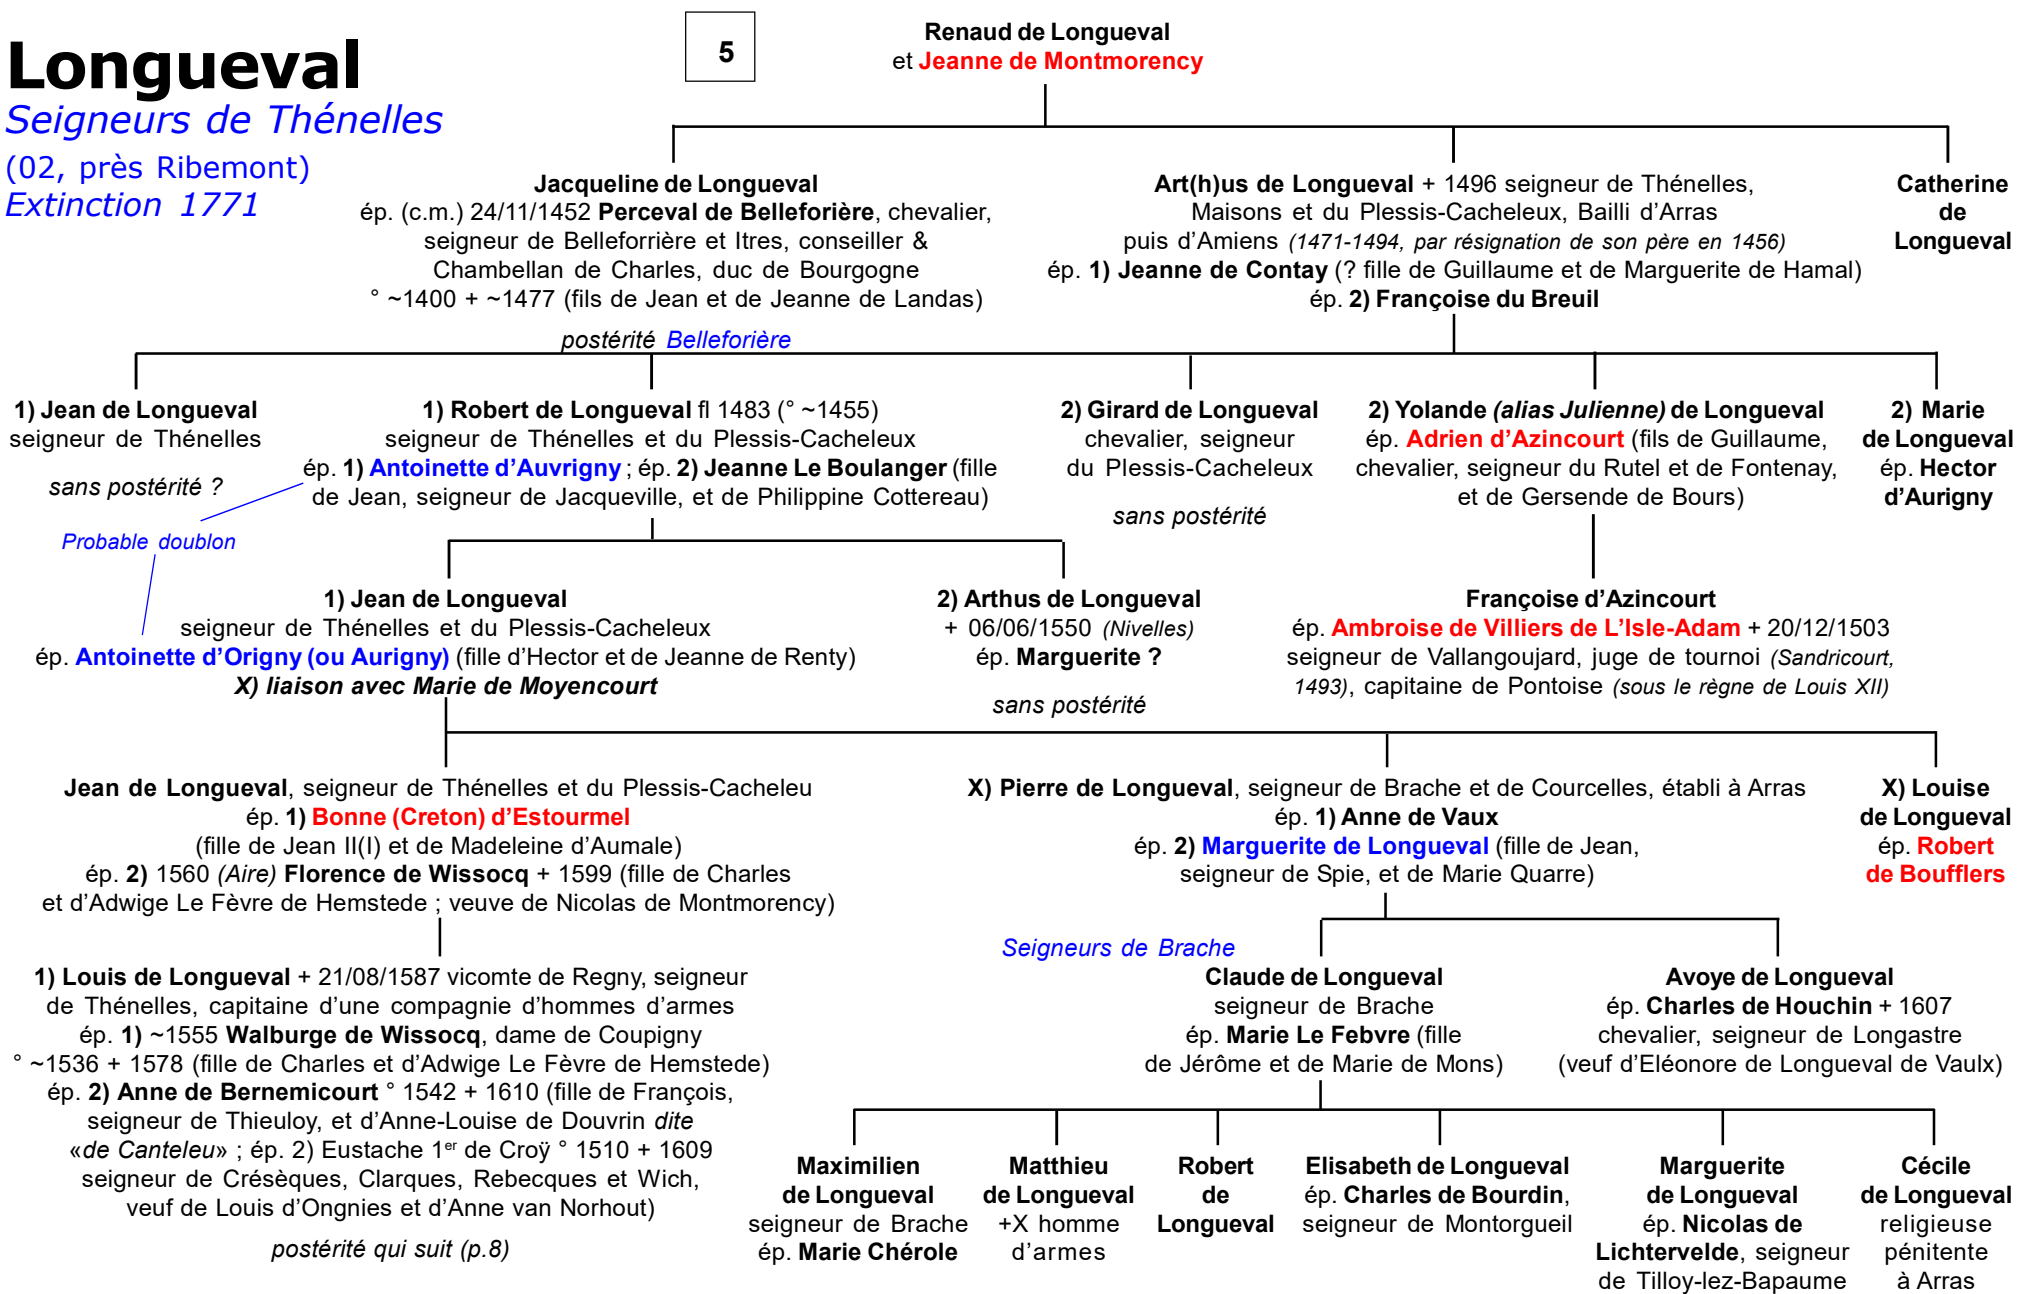 Longueval
Seigneurs de Thénelles
(02, près Ribemont)
Extinction 1771
5
Renaud de Longueval
et Jeanne de Montmorency
Jacqueline de Longueval
ép. (c.m.) 24/11/1452 Perceval de Belleforière, chevalier,
seigneur de Belleforrière et Itres, conseiller &
Chambellan de Charles, duc de Bourgogne
° ~1400 + ~1477 (fils de Jean et de Jeanne de Landas)
postérité Belleforière
Art(h)us de Longueval + 1496 seigneur de Thénelles,
Maisons et du Plessis-Cacheleux, Bailli d'Arras
puis d'Amiens (1471-1494, par résignation de son père en 1456)
ép. 1) Jeanne de Contay (? fille de Guillaume et de Marguerite de Hamal)
ép. 2) Françoise du Breuil
Catherine
de
Longueval
1) Jean de Longueval
seigneur de Thénelles
sans postérité ?
1) Robert de Longueval fl 1483 (° ~1455)
seigneur de Thénelles et du Plessis-Cacheleux
ép. 1) Antoinette d'Auvrigny ; ép. 2) Jeanne Le Boulanger (fille
de Jean, seigneur de Jacqueville, et de Philippine Cottereau)
2) Girard de Longueval
chevalier, seigneur
du Plessis-Cacheleux
sans postérité
2) Yolande (alias Julienne) de Longueval
ép. Adrien d'Azincourt (fils de Guillaume,
chevalier, seigneur du Rutel et de Fontenay,
et de Gersende de Bours)
2) Marie
de Longueval
ép. Hector
d'Aurigny
Probable doublon
1) Jean de Longueval
seigneur de Thénelles et du Plessis-Cacheleux
ép. Antoinette d'Origny (ou Aurigny) (fille d'Hector et de Jeanne de Renty)
X) liaison avec Marie de Moyencourt
2) Arthus de Longueval
+ 06/06/1550 (Nivelles)
ép. Marguerite ?
sans postérité
Françoise d'Azincourt
ép. Ambroise de Villiers de L'Isle-Adam + 20/12/1503
seigneur de Vallangoujard, juge de tournoi (Sandricourt,
1493), capitaine de Pontoise (sous le règne de Louis XII)
Jean de Longueval, seigneur de Thénelles et du Plessis-Cacheleu
ép. 1) Bonne (Creton) d'Estourmel
(fille de Jean II(I) et de Madeleine d'Aumale)
ép. 2) 1560 (Aire) Florence de Wissocq + 1599 (fille de Charles
et d'Adwige Le Fèvre de Hemstede ; veuve de Nicolas de Montmorency)
X) Pierre de Longueval, seigneur de Brache et de Courcelles, établi à Arras
ép. 1) Anne de Vaux
ép. 2) Marguerite de Longueval (fille de Jean,
seigneur de Spie, et de Marie Quarre)
X) Louise
de Longueval
ép. Robert
de Boufflers
1) Louis de Longueval + 21/08/1587 vicomte de Regny, seigneur
de Thénelles, capitaine d'une compagnie d'hommes d'armes
ép. 1) ~1555 Walburge de Wissocq, dame de Coupigny
° ~1536 + 1578 (fille de Charles et d'Adwige Le Fèvre de Hemstede)
ép. 2) Anne de Bernemicourt ° 1542 + 1610 (fille de François,
seigneur de Thieuloy, et d'Anne-Louise de Douvrin dite
«de Canteleu» ; ép. 2) Eustache 1er de Croÿ ° 1510 + 1609
seigneur de Crésèques, Clarques, Rebecques et Wich,
veuf de Louis d'Ongnies et d'Anne van Norhout)
postérité qui suit (p.8)
Seigneurs de Brache
Claude de Longueval
seigneur de Brache
ép. Marie Le Febvre (fille
de Jérôme et de Marie de Mons)
Avoye de Longueval
ép. Charles de Houchin + 1607
chevalier, seigneur de Longastre
(veuf d'Eléonore de Longueval de Vaulx)
Maximilien
de Longueval
seigneur de Brache
ép. Marie Chérole
Matthieu
de Longueval
+X homme
d'armes
Robert
de
Longueval
Elisabeth de Longueval
ép. Charles de Bourdin,
seigneur de Montorgueil
Marguerite
de Longueval
ép. Nicolas de
Lichtervelde, seigneur
de Tilloy-lez-Bapaume
Cécile
de Longueval
religieuse
pénitente
à Arras